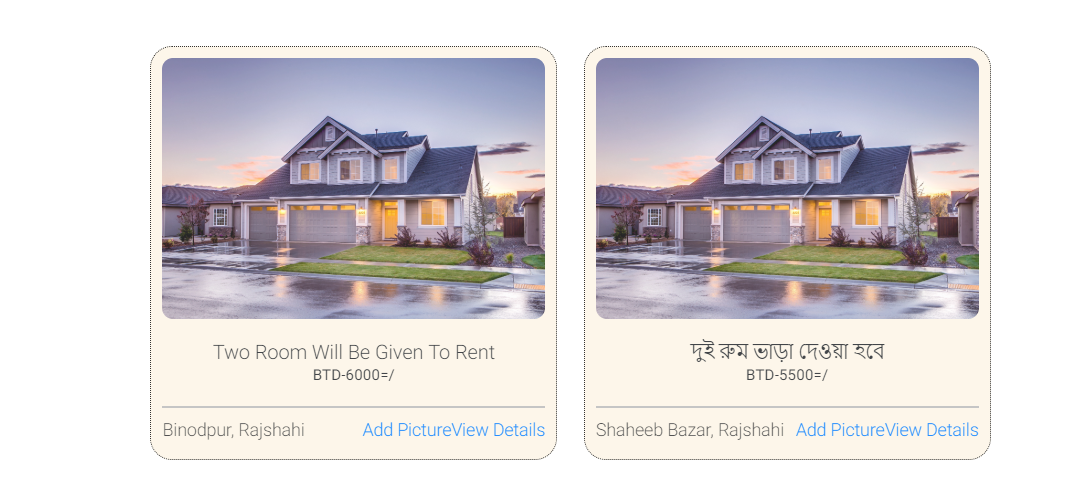 Two Room Will Be Given To Rent
BTD-6000=/
Binodpur, Rajshahi Add PictureView Details
দুই রুম ভাড়া দেওয়া হবে
BTD-5500=/
Shaheeb Bazar, Rajshahi Add PictureView Details